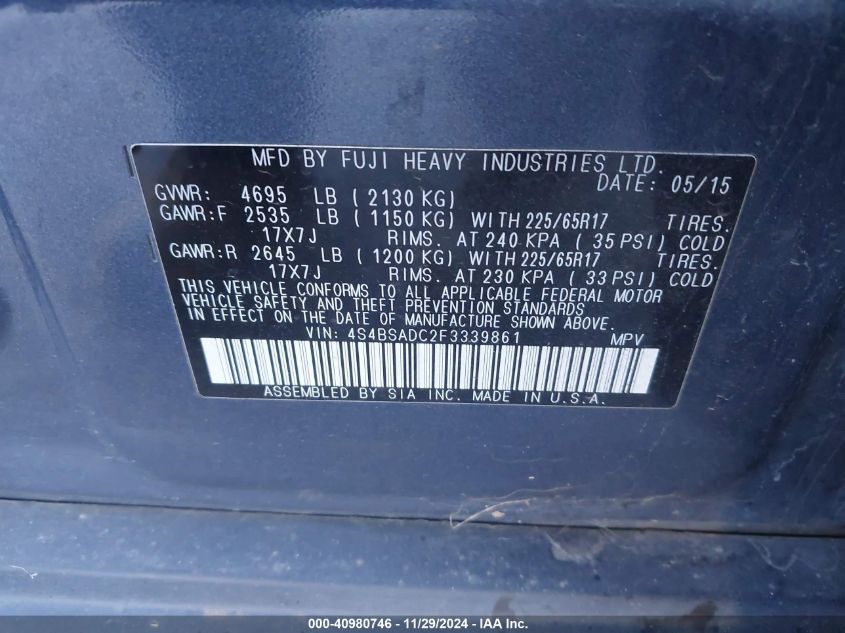 MFD BY FUJI HEAVY INDUSTRIES LTD.
DATE: 05/15
GVWR: 4695 LB ( 2130 KG)
GAWR:F 2535 LB ( 1150 KG) WITH 225/65R17 TIRES.
17X7J RIMS. AT 240 KPA ( 35 PSI) COLD
GAWR:R 2645 LB ( 1200 KG) WITH 225/65R17 TIRES.
17X7J RIMS. AT 230 KPA ( 33 PSI) COLD
THIS VEHICLE CONFORMS TO ALL APPLICABLE FEDERAL MOTOR
VEHICLE SAFETY AND THEFT PREVENTION STANDARDS
IN EFFECT ON THE DATE OF MANUFACTURE SHOWN ABOVE.
VIN: 4S4BSADC2F3339861 MPV
ASSEMBLED BY SIA INC. MADE IN U.S.A.
000-40980746 - 11/29/2024 - IAA Inc.